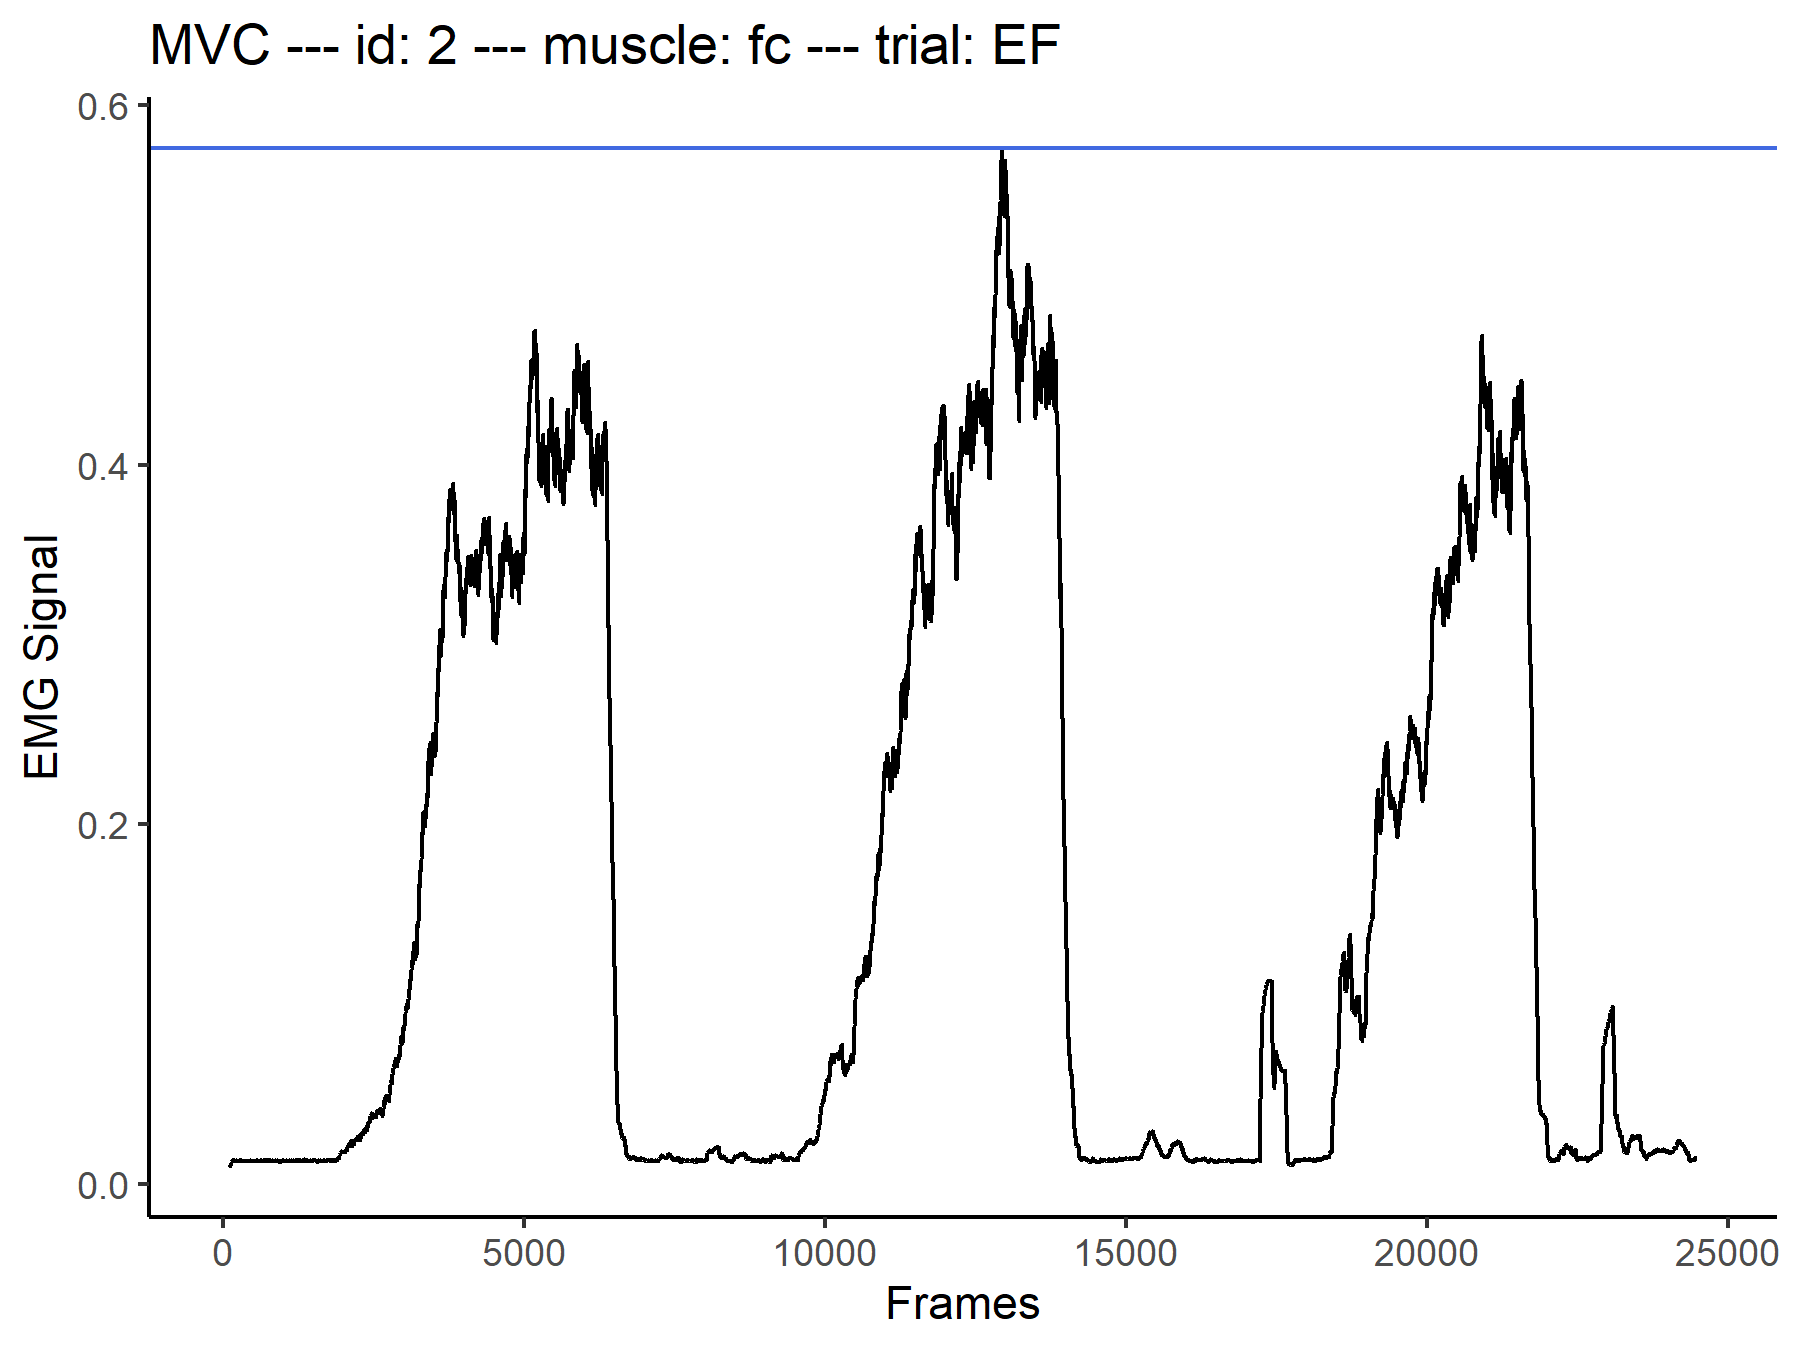 MVC --- id: 2 --- muscle: fc --- trial: EF
0.6
0.4
0.2
0.0
EMG Signal
0 5000 10000 15000 20000 25000
Frames